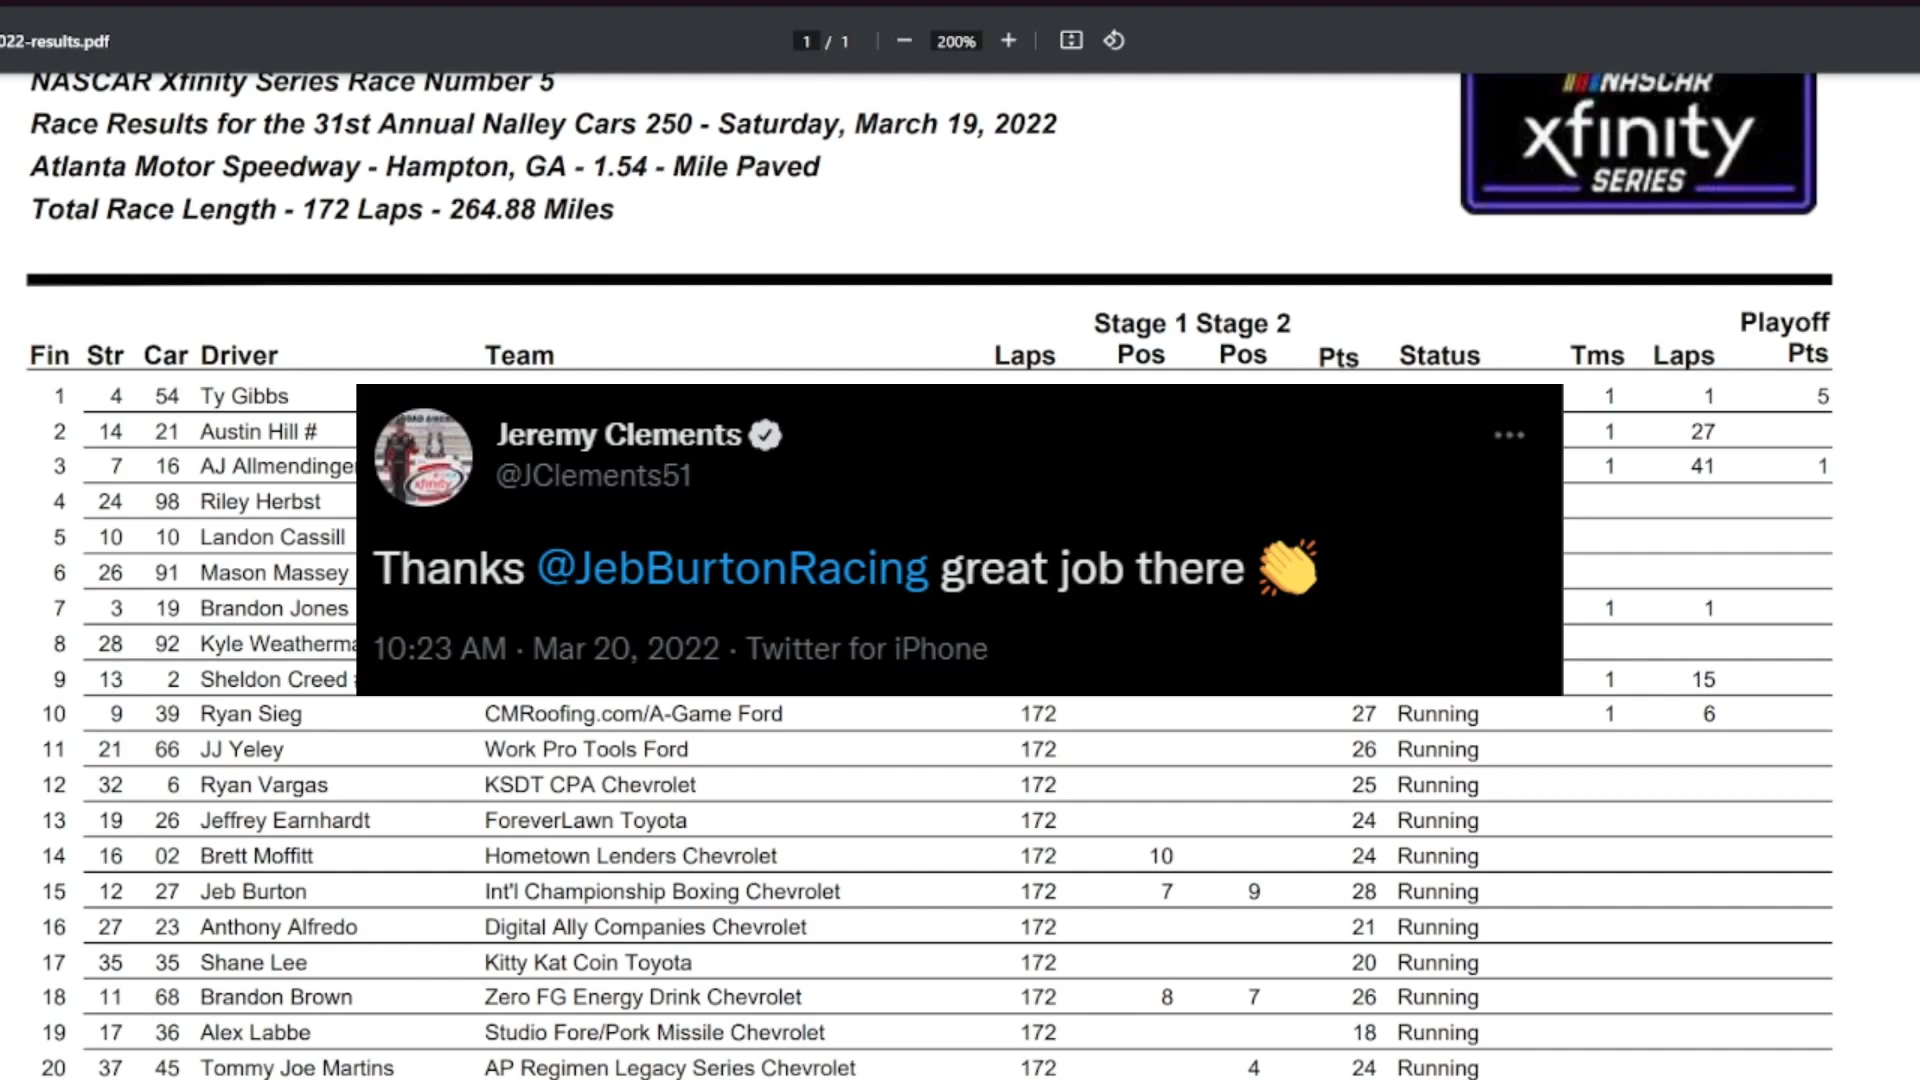 022-results.pdf
1 / 1
200%
NASCAR Xfinity Series Race Number 5
Race Results for the 31st Annual Nalley Cars 250 - Saturday, March 19, 2022
Atlanta Motor Speedway - Hampton, GA - 1.54 - Mile Paved
Total Race Length - 172 Laps - 264.88 Miles
NASCAR
xfinity
SERIES
Stage 1 Stage 2 Playoff
Fin Str Car Driver Team Laps Pos Pos Pts Status Tms Laps Pts
1 4 54 Ty Gibbs 1 1 5
2 14 21 Austin Hill # 1 27
3 7 16 AJ Allmendinge 1 41 1
4 24 98 Riley Herbst
5 10 10 Landon Cassill
6 26 91 Mason Massey
7 3 19 Brandon Jones 1 1
8 28 92 Kyle Weatherma
9 13 2 Sheldon Creed 1 15
Jeremy Clements
@JClements51
Thanks @JebBurtonRacing great job there 👏
10:23 AM · Mar 20, 2022 · Twitter for iPhone
10 9 39 Ryan Sieg CMRoofing.com/A-Game Ford 172 27 Running 1 6
11 21 66 JJ Yeley Work Pro Tools Ford 172 26 Running
12 32 6 Ryan Vargas KSDT CPA Chevrolet 172 25 Running
13 19 26 Jeffrey Earnhardt ForeverLawn Toyota 172 24 Running
14 16 02 Brett Moffitt Hometown Lenders Chevrolet 172 10 24 Running
15 12 27 Jeb Burton Int'l Championship Boxing Chevrolet 172 7 9 28 Running
16 27 23 Anthony Alfredo Digital Ally Companies Chevrolet 172 21 Running
17 35 35 Shane Lee Kitty Kat Coin Toyota 172 20 Running
18 11 68 Brandon Brown Zero FG Energy Drink Chevrolet 172 8 7 26 Running
19 17 36 Alex Labbe Studio Fore/Pork Missile Chevrolet 172 18 Running
20 37 45 Tommy Joe Martins AP Regimen Legacy Series Chevrolet 172 4 24 Running